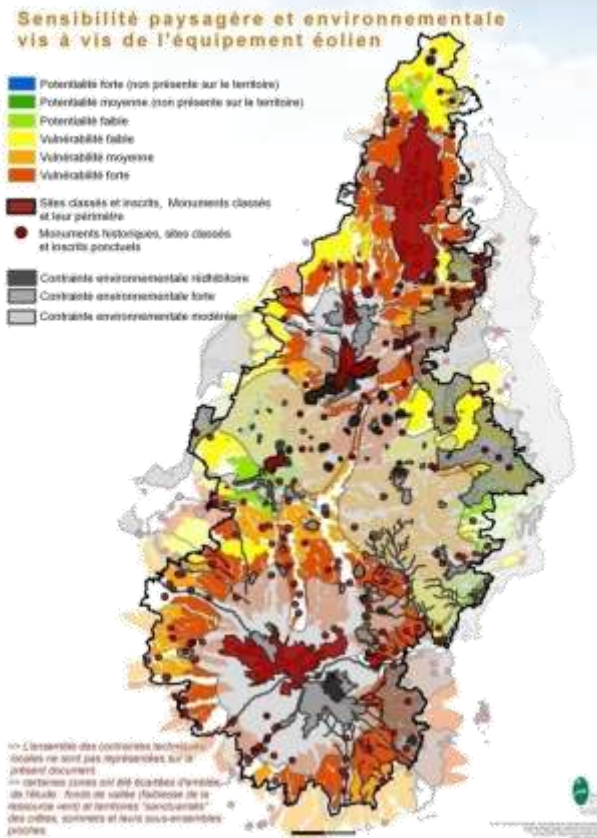 Sensibilité paysagère et environnementale
vis à vis de l'équipement éolien
Potentialité forte (non présente sur le territoire)
Potentialité moyenne (non présente sur le territoire)
Potentialité faible
Vulnérabilité faible
Vulnérabilité moyenne
Vulnérabilité forte
Sites classés et inscrits, Monuments classés
et leur périmètre
Monuments historiques, sites classés
et inscrits ponctuels
Contrainte environnementale rédhibitoire
Contrainte environnementale forte
Contrainte environnementale modérée
>> L'ensemble des contraintes techniques
locales ne sont pas représentées sur le
présent document.
>> certaines zones ont été écartées d'emblée
de l'étude : fonds de vallée (faiblesse de la
ressource vent) et territoires "sanctuarisés"
des crêtes, sommets et leurs sous-ensembles
proches.